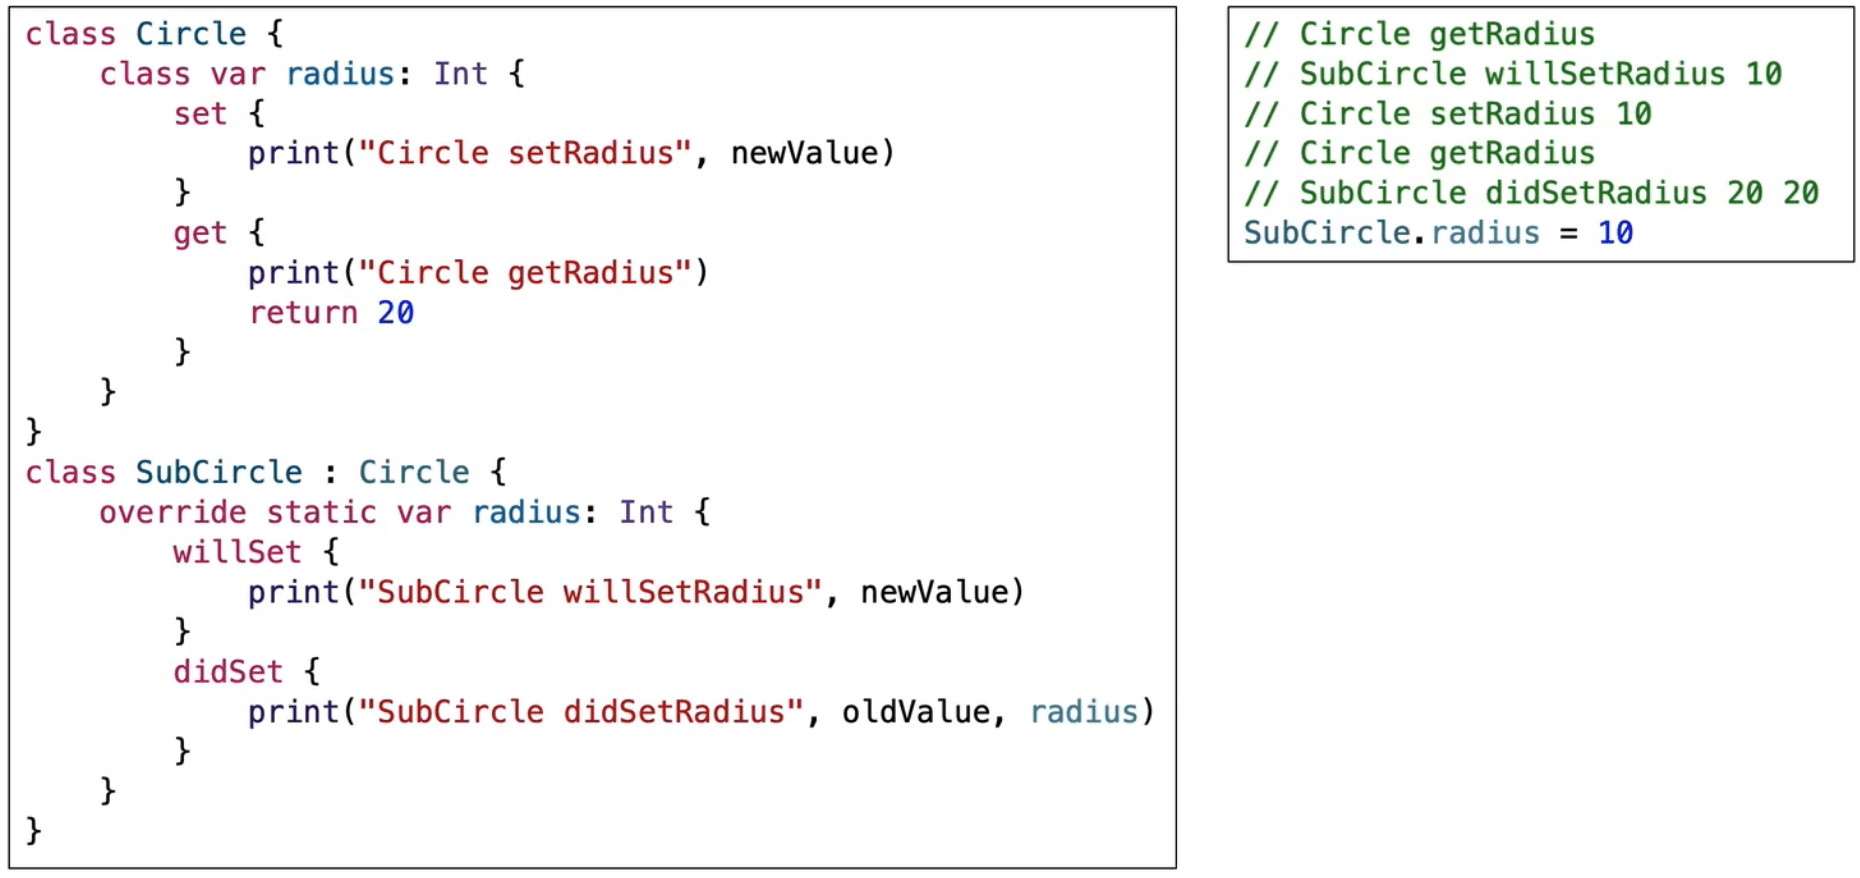 class Circle {
    class var radius: Int {
        set {
            print("Circle setRadius", newValue)
        }
        get {
            print("Circle getRadius")
            return 20
        }
    }
}
class SubCircle : Circle {
    override static var radius: Int {
        willSet {
            print("SubCircle willSetRadius", newValue)
        }
        didSet {
            print("SubCircle didSetRadius", oldValue, radius)
        }
    }
}
// Circle getRadius
// SubCircle willSetRadius 10
// Circle setRadius 10
// Circle getRadius
// SubCircle didSetRadius 20 20
SubCircle.radius = 10